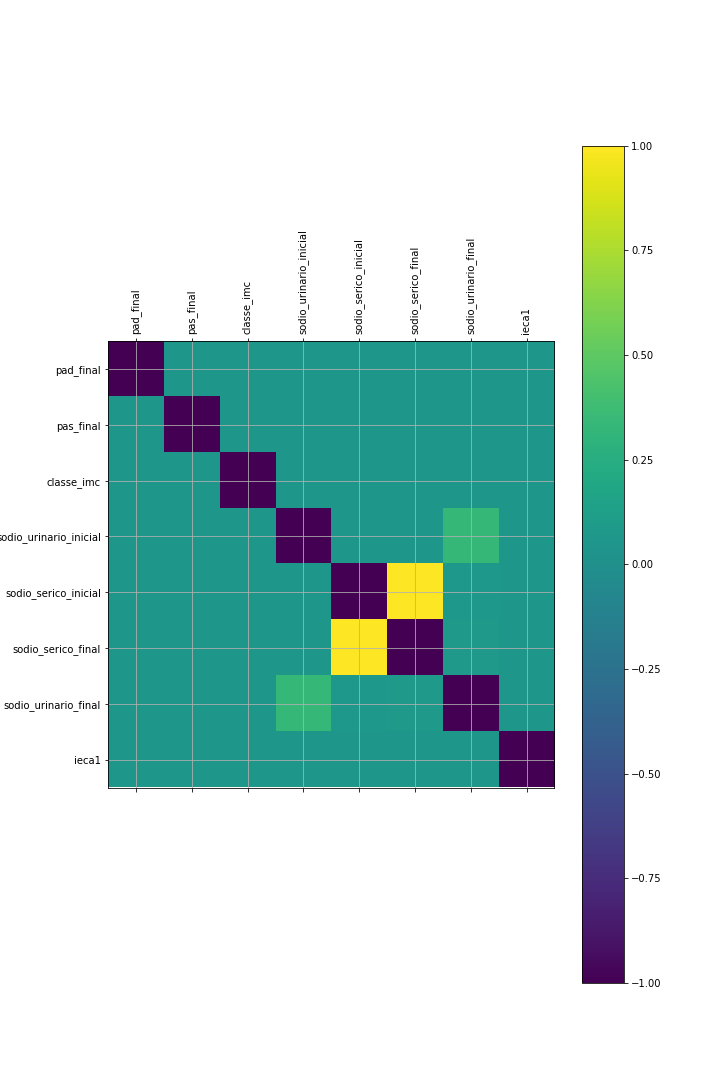 pad_final
pas_final
classe_imc
sodio_urinario_inicial
sodio_serico_inicial
sodio_serico_final
sodio_urinario_final
ieca1
pad_final
pas_final
classe_imc
sodio_urinario_inicial
sodio_serico_inicial
sodio_serico_final
sodio_urinario_final
ieca1
1.00
0.75
0.50
0.25
0.00
−0.25
−0.50
−0.75
−1.00